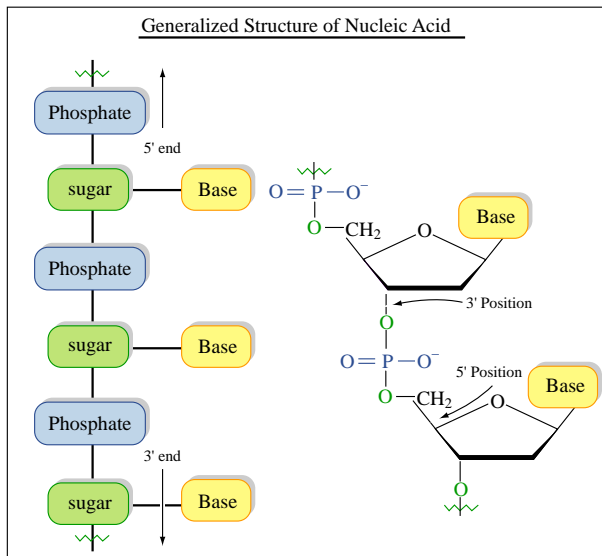 Generalized Structure of Nucleic Acid
Phosphate
5' end
sugar
Base
Phosphate
sugar
Base
Phosphate
3' end
sugar
Base
O=P–O⁻
O–CH₂
O
Base
3' Position
O
O=P–O⁻
5' Position
O–CH₂
O
Base
O